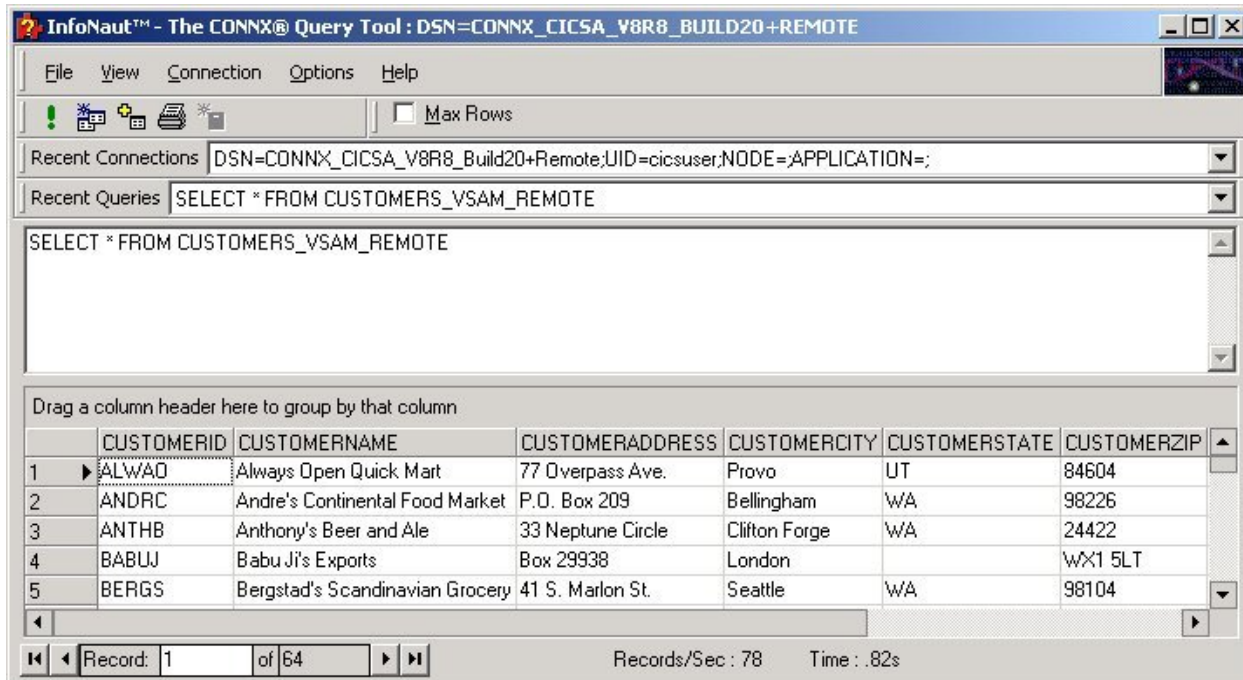 InfoNaut™ - The CONNX® Query Tool : DSN=CONNX_CICSA_V8R8_BUILD20+REMOTE
File View Connection Options Help
Max Rows
Recent Connections DSN=CONNX_CICSA_V8R8_Build20+Remote;UID=cicsuser;NODE=;APPLICATION=;
Recent Queries SELECT * FROM CUSTOMERS_VSAM_REMOTE
SELECT * FROM CUSTOMERS_VSAM_REMOTE
Drag a column header here to group by that column
CUSTOMERID CUSTOMERNAME CUSTOMERADDRESS CUSTOMERCITY CUSTOMERSTATE CUSTOMERZIP
1 ALWAO Always Open Quick Mart 77 Overpass Ave. Provo UT 84604
2 ANDRC Andre's Continental Food Market P.O. Box 209 Bellingham WA 98226
3 ANTHB Anthony's Beer and Ale 33 Neptune Circle Clifton Forge WA 24422
4 BABUJ Babu Ji's Exports Box 29938 London WX1 5LT
5 BERGS Bergstad's Scandinavian Grocery 41 S. Marlon St. Seattle WA 98104
Record: 1 of 64 Records/Sec : 78 Time : .82s